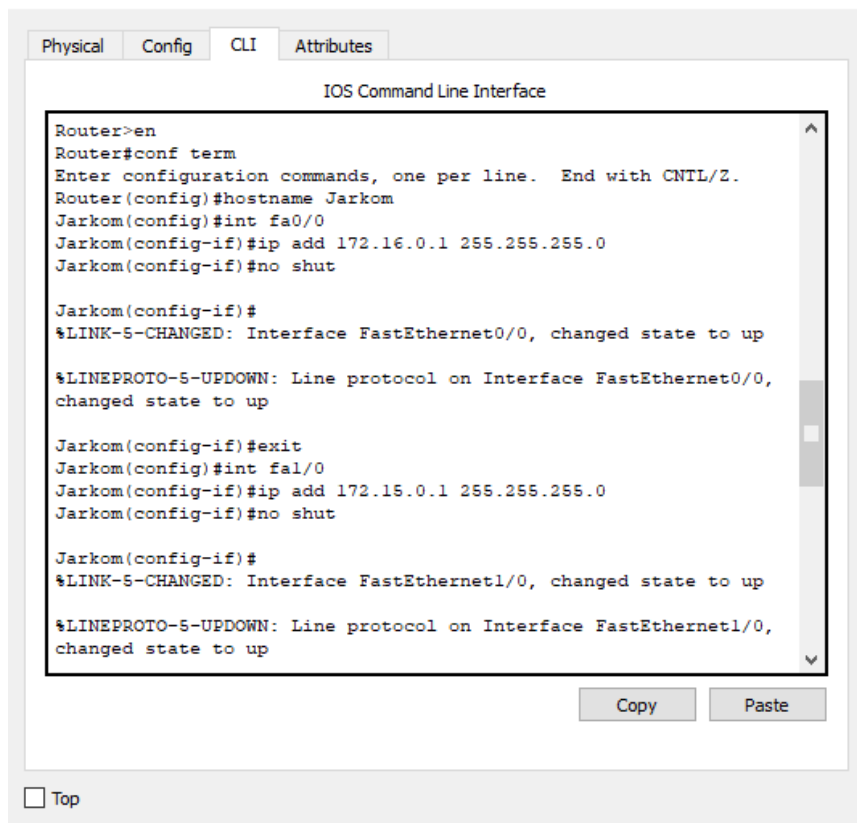 Physical Config CLI Attributes
IOS Command Line Interface
Router>en
Router#conf term
Enter configuration commands, one per line.  End with CNTL/Z.
Router(config)#hostname Jarkom
Jarkom(config)#int fa0/0
Jarkom(config-if)#ip add 172.16.0.1 255.255.255.0
Jarkom(config-if)#no shut
Jarkom(config-if)#
%LINK-5-CHANGED: Interface FastEthernet0/0, changed state to up
%LINEPROTO-5-UPDOWN: Line protocol on Interface FastEthernet0/0,
changed state to up
Jarkom(config-if)#exit
Jarkom(config)#int fa1/0
Jarkom(config-if)#ip add 172.15.0.1 255.255.255.0
Jarkom(config-if)#no shut
Jarkom(config-if)#
%LINK-5-CHANGED: Interface FastEthernet1/0, changed state to up
%LINEPROTO-5-UPDOWN: Line protocol on Interface FastEthernet1/0,
changed state to up
Copy Paste
Top